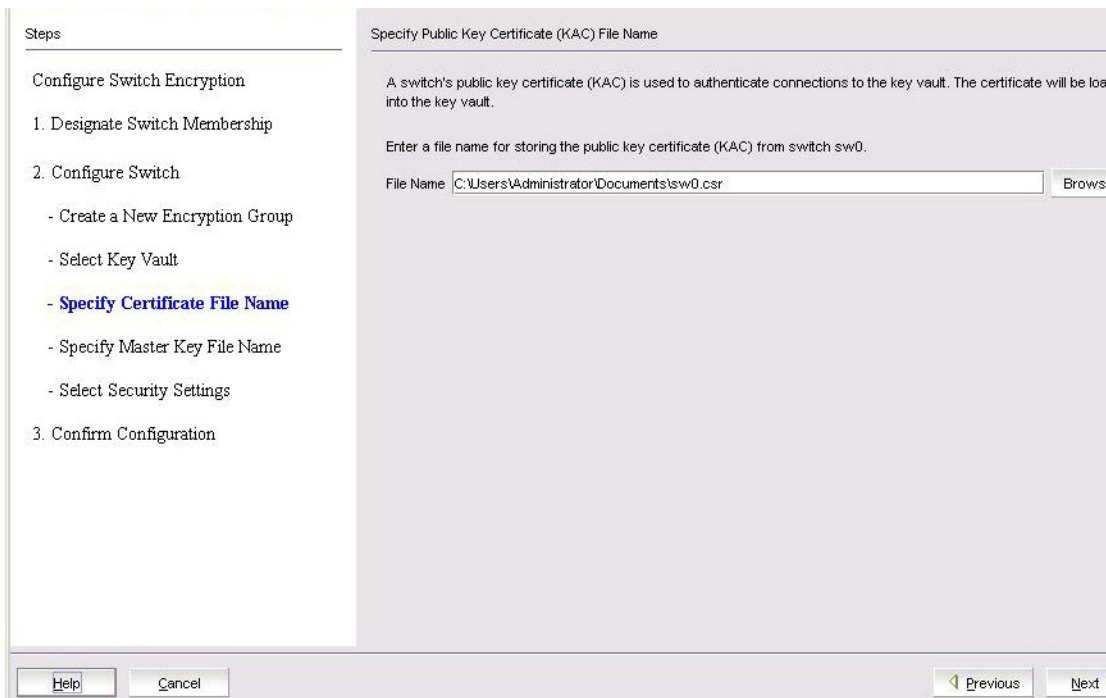 Steps
Configure Switch Encryption
1. Designate Switch Membership
2. Configure Switch
- Create a New Encryption Group
- Select Key Vault
- Specify Certificate File Name
- Specify Master Key File Name
- Select Security Settings
3. Confirm Configuration
Specify Public Key Certificate (KAC) File Name
A switch's public key certificate (KAC) is used to authenticate connections to the key vault. The certificate will be loa
into the key vault.
Enter a file name for storing the public key certificate (KAC) from switch sw0.
File Name C:\Users\Administrator\Documents\sw0.csr Brows
Help Cancel Previous Next